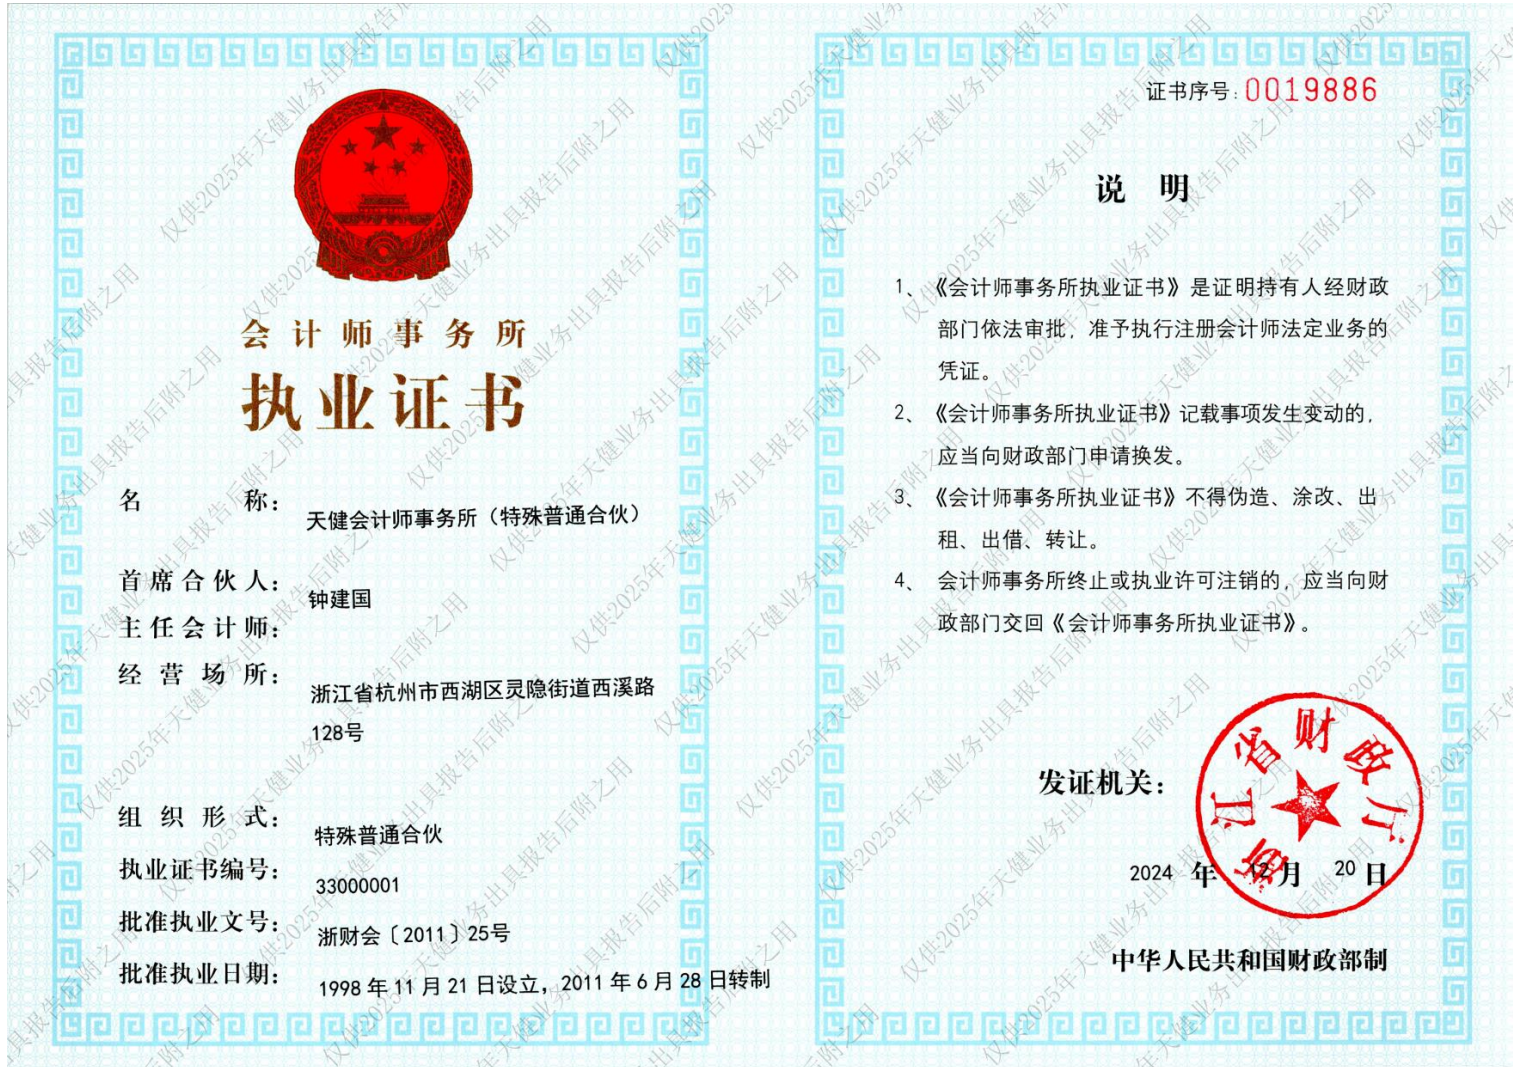 会计师事务所
执业证书
名称：
天健会计师事务所（特殊普通合伙）
首席合伙人：
钟建国
主任会计师：
经营场所：
浙江省杭州市西湖区灵隐街道西溪路
128号
组织形式：
特殊普通合伙
执业证书编号：
33000001
批准执业文号：
浙财会〔2011〕25号
批准执业日期：
1998年11月21日设立，2011年6月28日转制
证书序号：0019886
说明
1、《会计师事务所执业证书》是证明持有人经财政
部门依法审批，准予执行注册会计师法定业务的
凭证。
2、《会计师事务所执业证书》记载事项发生变动的，
应当向财政部门申请换发。
3、《会计师事务所执业证书》不得伪造、涂改、出
租、出借、转让。
4、会计师事务所终止或执业许可注销的，应当向财
政部门交回《会计师事务所执业证书》。
发证机关：
浙江省财政厅
2024年12月20日
中华人民共和国财政部制
仅供2025年天健业务出具报告后附之用